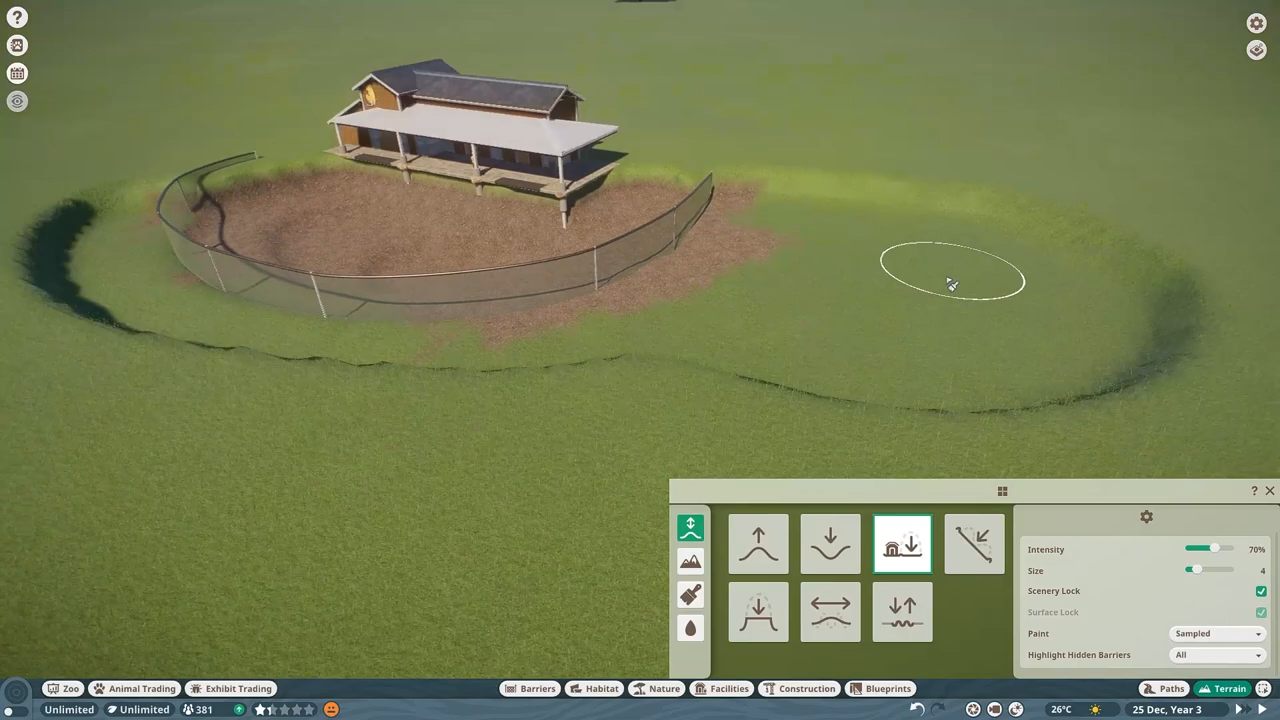 ?
? X
Intensity 70%
Size 4
Scenery Lock
Surface Lock
Paint Sampled
Highlight Hidden Barriers All
Zoo Animal Trading Exhibit Trading Barriers Habitat Nature Facilities Construction Blueprints Paths Terrain
Unlimited Unlimited 381 26°C 25 Dec, Year 3